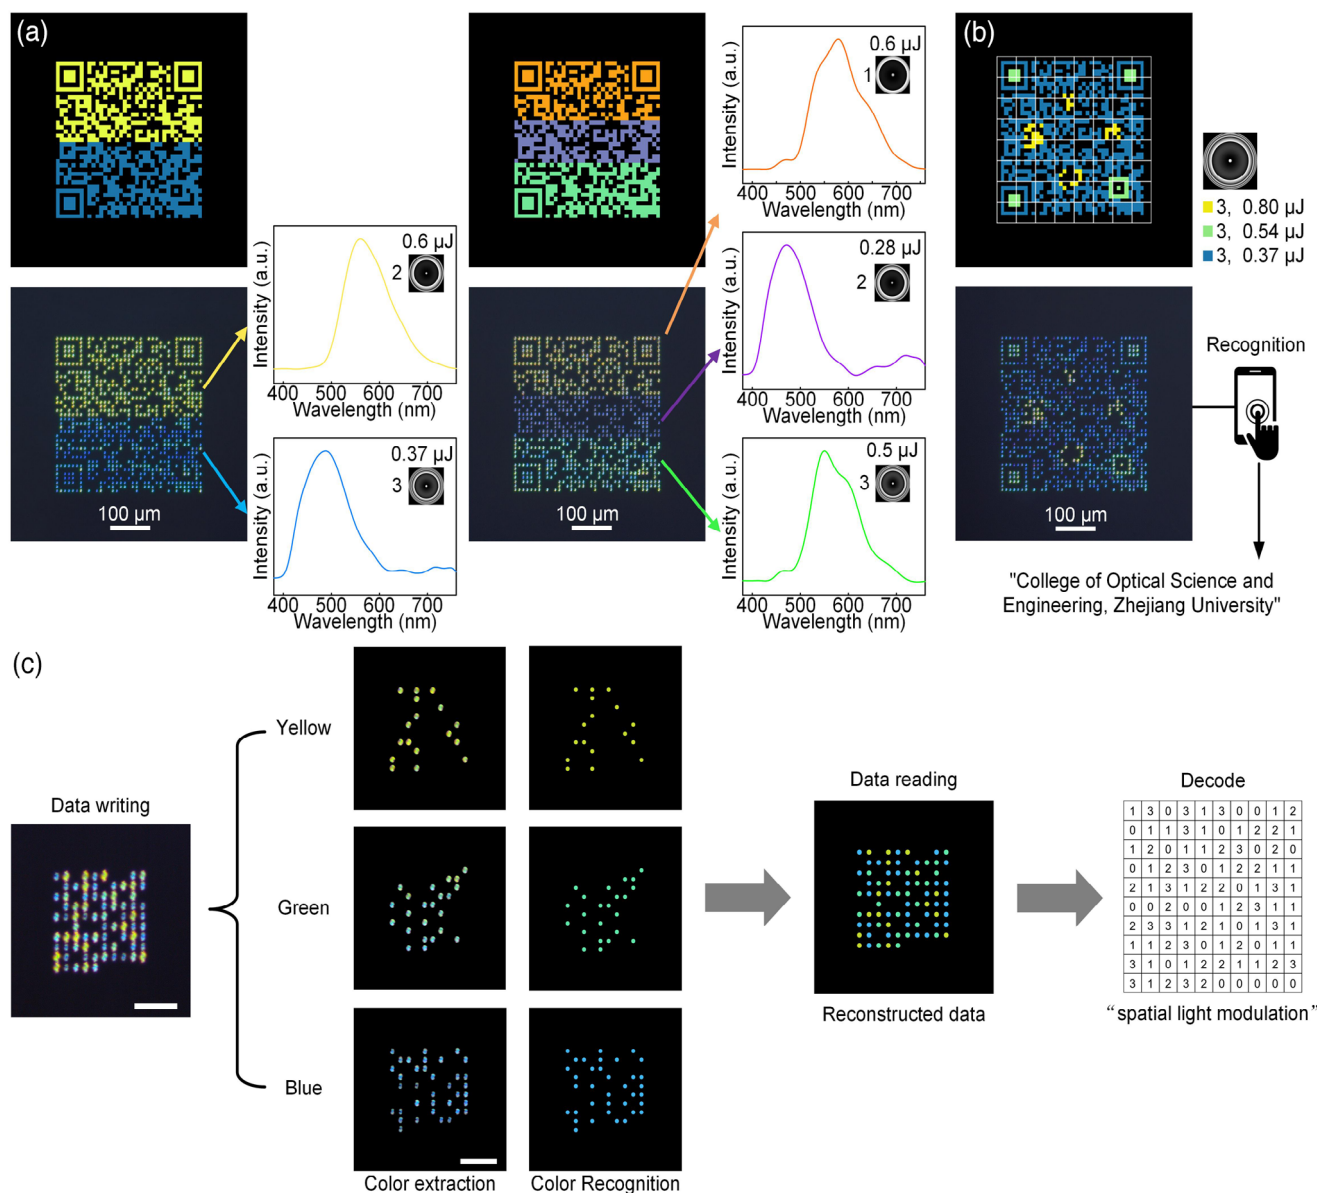 (a)
100 µm
Intensity (a.u.)
0.6 µJ
2
400 500 600 700
Wavelength (nm)
Intensity (a.u.)
0.37 µJ
3
400 500 600 700
Wavelength (nm)
100 µm
Intensity (a.u.)
0.6 µJ
1
400 500 600 700
Wavelength (nm)
Intensity (a.u.)
0.28 µJ
2
400 500 600 700
Wavelength (nm)
Intensity (a.u.)
0.5 µJ
3
400 500 600 700
Wavelength (nm)
(b)
3, 0.80 µJ
3, 0.54 µJ
3, 0.37 µJ
100 µm
Recognition
"College of Optical Science and
Engineering, Zhejiang University"
(c)
Data writing
Yellow
Green
Blue
Color extraction
Color Recognition
Data reading
Reconstructed data
Decode
1 3 0 3 1 3 0 0 1 2
0 1 1 3 1 0 1 2 2 1
1 2 0 1 1 2 3 0 2 0
0 1 2 3 0 1 2 2 1 1
2 1 3 1 2 2 0 1 3 1
0 0 2 0 0 1 2 3 1 1
2 3 3 1 2 1 0 1 3 1
1 1 2 3 0 1 2 0 1 1
3 1 0 1 2 2 1 1 2 3
3 1 2 3 2 0 0 0 0 0
“spatial light modulation”